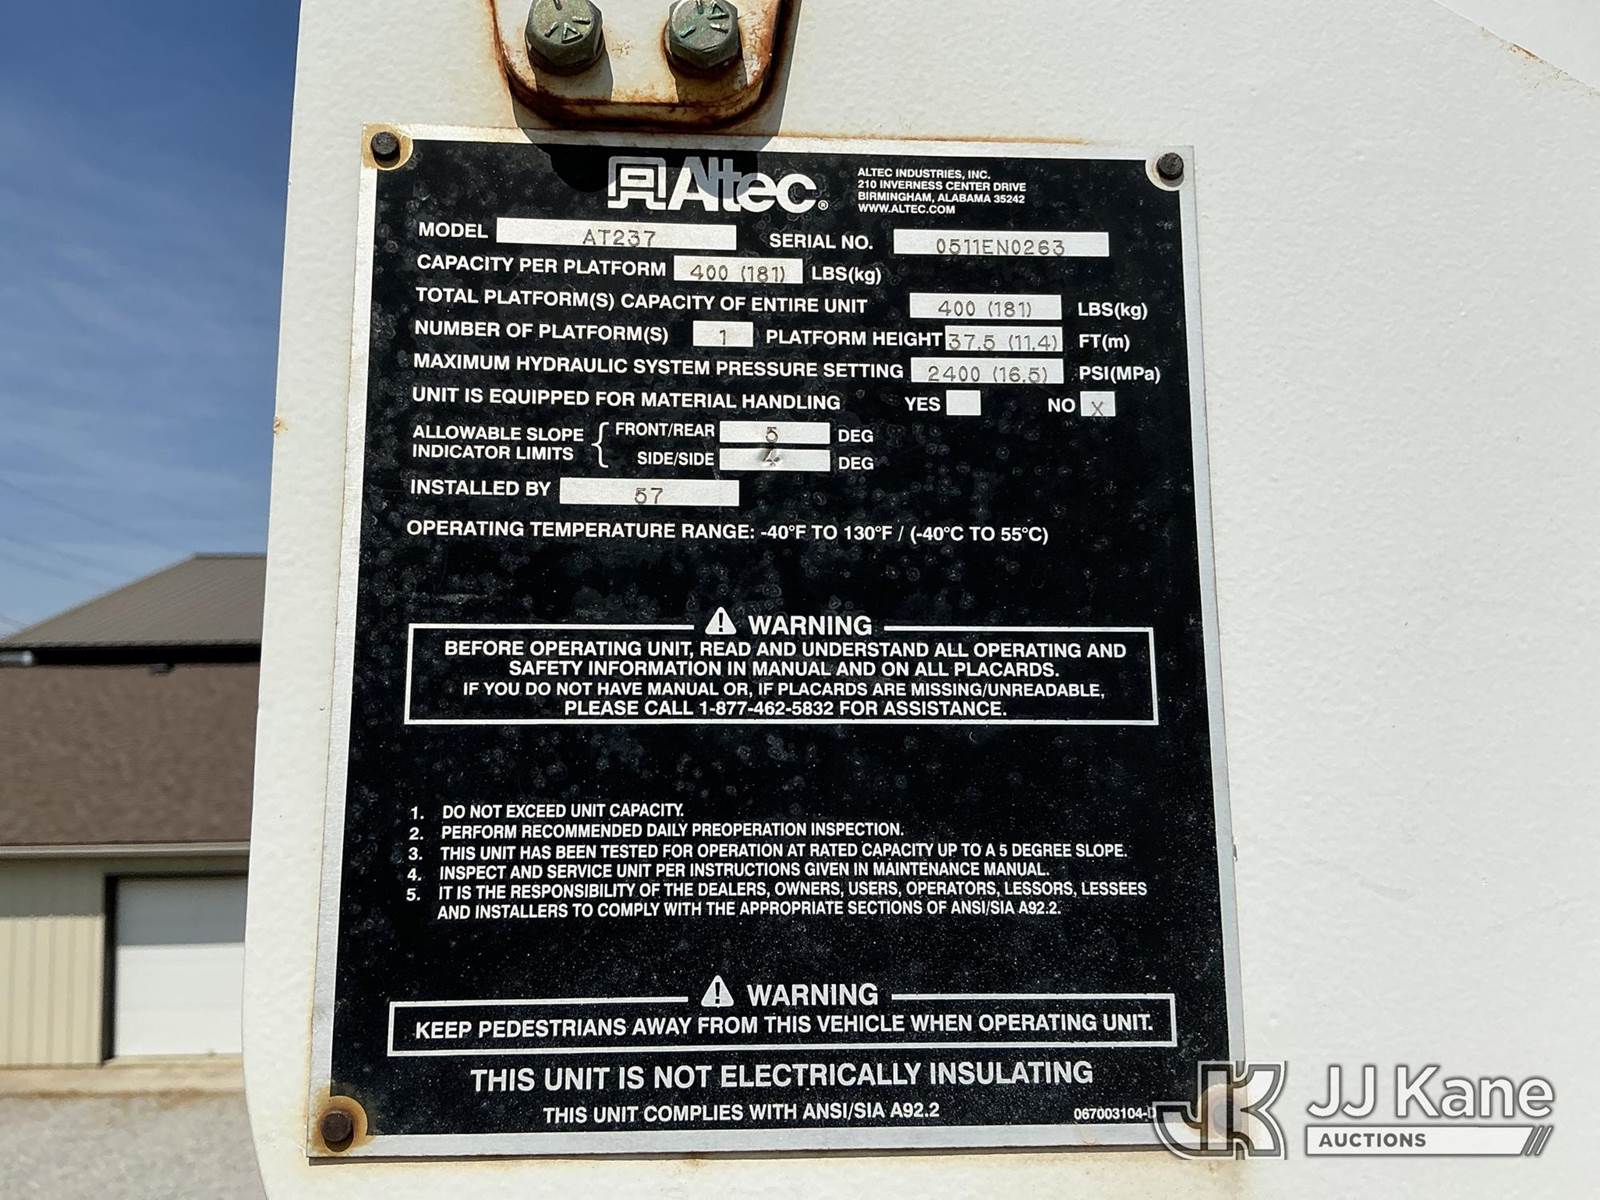 Altec®
ALTEC INDUSTRIES, INC.
210 INVERNESS CENTER DRIVE
BIRMINGHAM, ALABAMA 35242
WWW.ALTEC.COM
MODEL AT237 SERIAL NO. 0511EN0263
CAPACITY PER PLATFORM 400 (181) LBS(kg)
TOTAL PLATFORM(S) CAPACITY OF ENTIRE UNIT 400 (181) LBS(kg)
NUMBER OF PLATFORM(S) 1 PLATFORM HEIGHT 37.5 (11.4) FT(m)
MAXIMUM HYDRAULIC SYSTEM PRESSURE SETTING 2400 (16.5) PSI(MPa)
UNIT IS EQUIPPED FOR MATERIAL HANDLING YES NO X
ALLOWABLE SLOPE { FRONT/REAR 5 DEG
INDICATOR LIMITS SIDE/SIDE 4 DEG
INSTALLED BY 57
OPERATING TEMPERATURE RANGE: -40°F TO 130°F / (-40°C TO 55°C)
⚠ WARNING
BEFORE OPERATING UNIT, READ AND UNDERSTAND ALL OPERATING AND
SAFETY INFORMATION IN MANUAL AND ON ALL PLACARDS.
IF YOU DO NOT HAVE MANUAL OR, IF PLACARDS ARE MISSING/UNREADABLE,
PLEASE CALL 1-877-462-5832 FOR ASSISTANCE.
1. DO NOT EXCEED UNIT CAPACITY.
2. PERFORM RECOMMENDED DAILY PREOPERATION INSPECTION.
3. THIS UNIT HAS BEEN TESTED FOR OPERATION AT RATED CAPACITY UP TO A 5 DEGREE SLOPE.
4. INSPECT AND SERVICE UNIT PER INSTRUCTIONS GIVEN IN MAINTENANCE MANUAL.
5. IT IS THE RESPONSIBILITY OF THE DEALERS, OWNERS, USERS, OPERATORS, LESSORS, LESSEES
AND INSTALLERS TO COMPLY WITH THE APPROPRIATE SECTIONS OF ANSI/SIA A92.2.
⚠ WARNING
KEEP PEDESTRIANS AWAY FROM THIS VEHICLE WHEN OPERATING UNIT.
THIS UNIT IS NOT ELECTRICALLY INSULATING
THIS UNIT COMPLIES WITH ANSI/SIA A92.2
067003104-D
JK JJ Kane
AUCTIONS